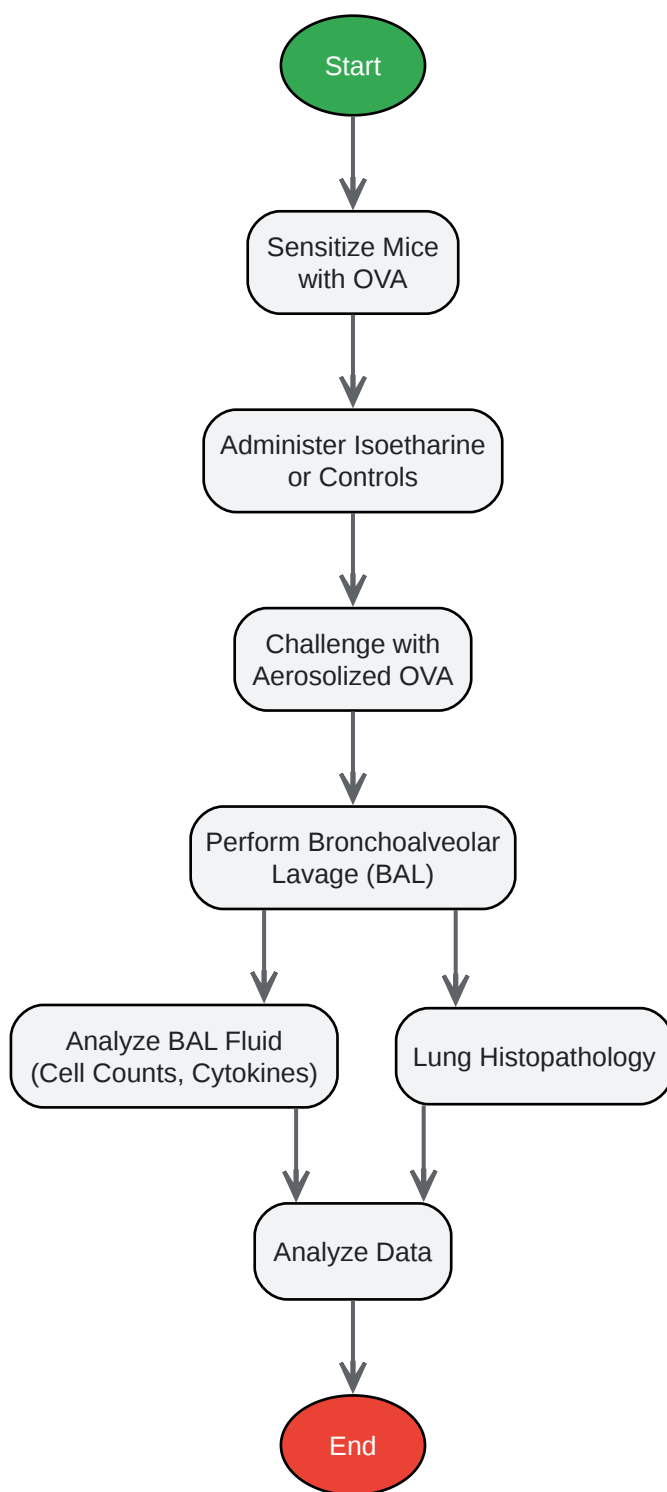 Start
Sensitize Mice
with OVA
Administer Isoetharine
or Controls
Challenge with
Aerosolized OVA
Perform Bronchoalveolar
Lavage (BAL)
Analyze BAL Fluid
(Cell Counts, Cytokines)
Lung Histopathology
Analyze Data
End